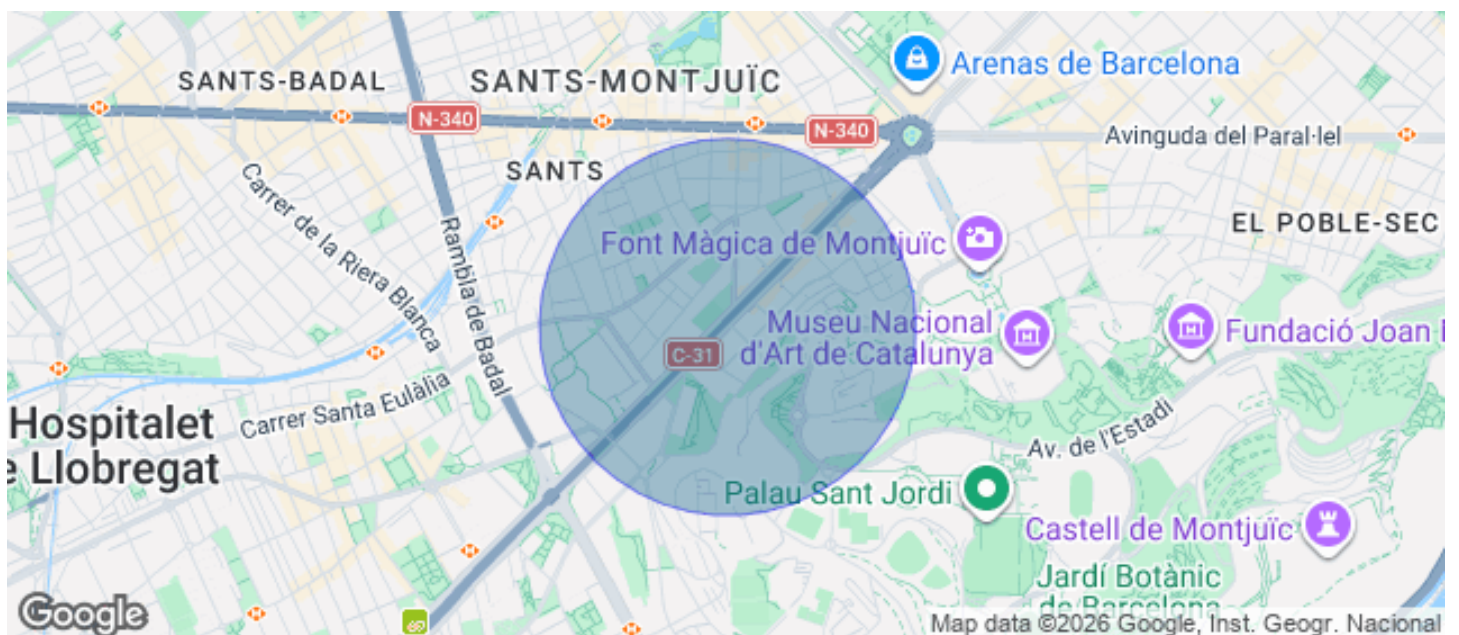 Arenas de Barcelona
SANTS-BADAL
SANTS-MONTJUÏC
N-340
N-340
Avinguda del Paral·lel
SANTS
Carrer de la Riera Blanca
Rambla de Badal
EL POBLE-SEC
Font Màgica de Montjuïc
Museu Nacional
d'Art de Catalunya
Fundació Joan
C-31
Carrer Santa Eulàlia
Hospitalet
Llobregat
Av. de l'Estadi
Palau Sant Jordi
Castell de Montjuïc
Jardí Botànic
de Barcelona
Google
Map data ©2026 Google, Inst. Geogr. Nacional